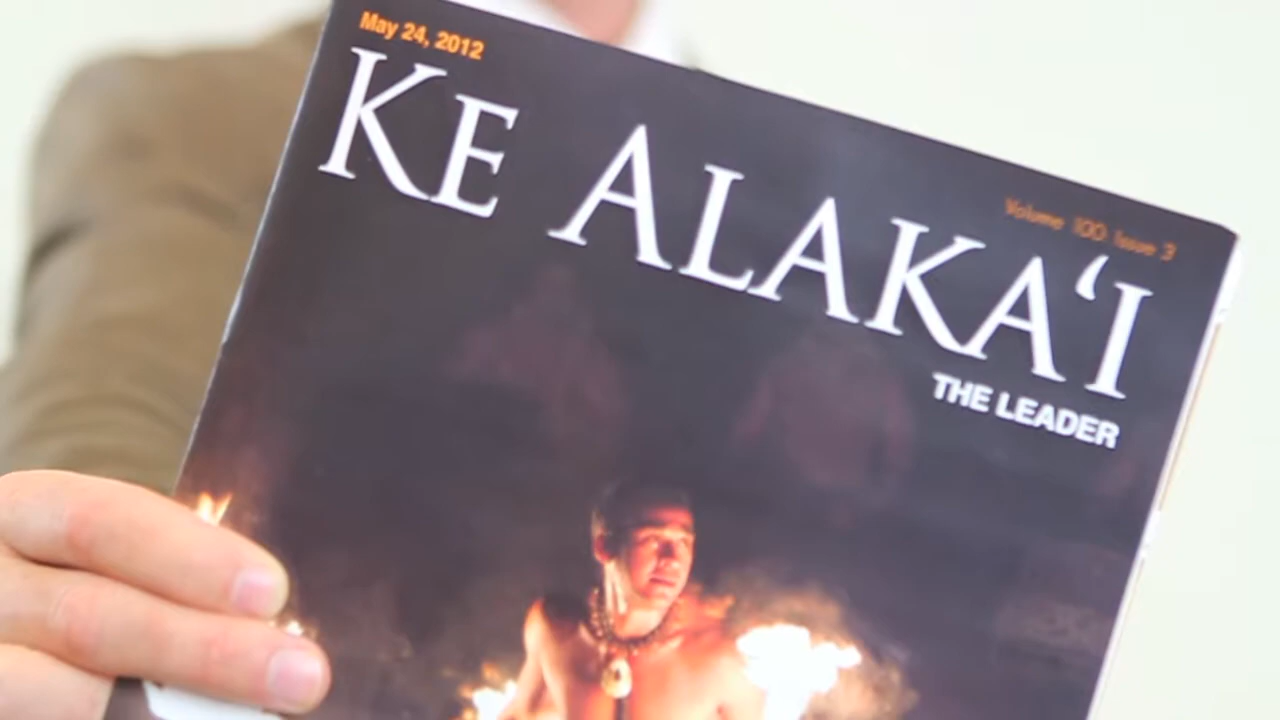 May 24, 2012
KE ALAKA‘I
Volume 100 Issue 3
THE LEADER